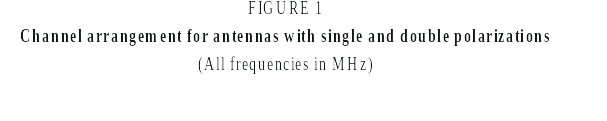 FIGURE 1
Channel arrangement for antennas with single and double polarizations
(All frequencies in MHz)